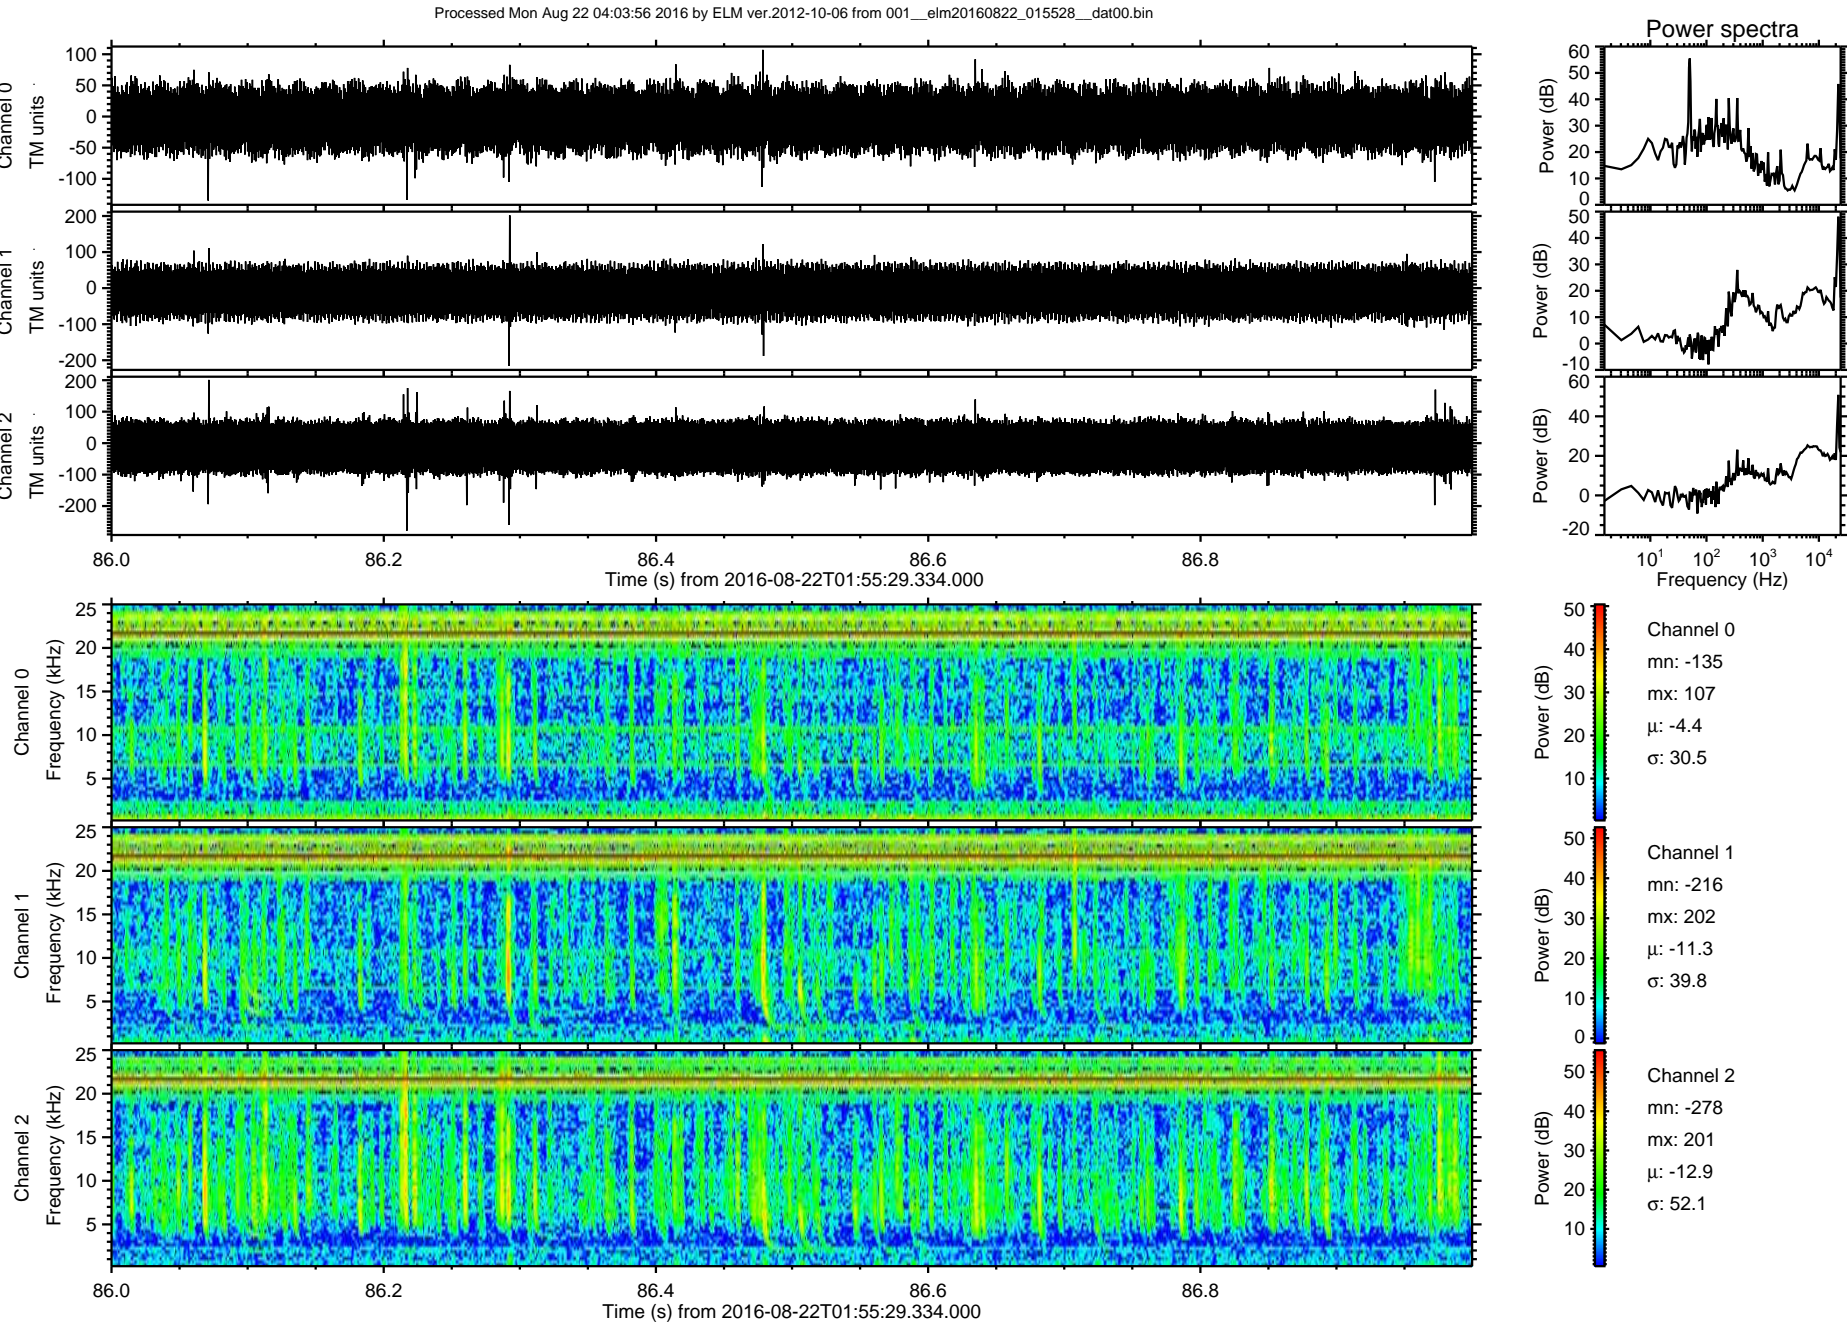 Processed Mon Aug 22 04:03:56 2016 by ELM ver.2012-10-06 from 001__elm20160822_015528__dat00.bin
Power spectra
Channel 0
TM units
100
50
0
-50
-100
Power (dB)
60
50
40
30
20
10
0
Channel 1
TM units
200
100
0
-100
-200
Power (dB)
50
40
30
20
10
0
-10
Channel 2
TM units
200
100
0
-100
-200
Power (dB)
60
40
20
0
-20
86.0 86.2 86.4 86.6 86.8
Time (s) from 2016-08-22T01:55:29.334.000
10¹ 10² 10³ 10⁴
Frequency (Hz)
Channel 0
Frequency (kHz)
25
20
15
10
5
Power (dB)
50
40
30
20
10
Channel 0
mn: -135
mx: 107
μ: -4.4
σ: 30.5
Channel 1
Frequency (kHz)
25
20
15
10
5
Power (dB)
50
40
30
20
10
0
Channel 1
mn: -216
mx: 202
μ: -11.3
σ: 39.8
Channel 2
Frequency (kHz)
25
20
15
10
5
Power (dB)
50
40
30
20
10
Channel 2
mn: -278
mx: 201
μ: -12.9
σ: 52.1
86.0 86.2 86.4 86.6 86.8
Time (s) from 2016-08-22T01:55:29.334.000